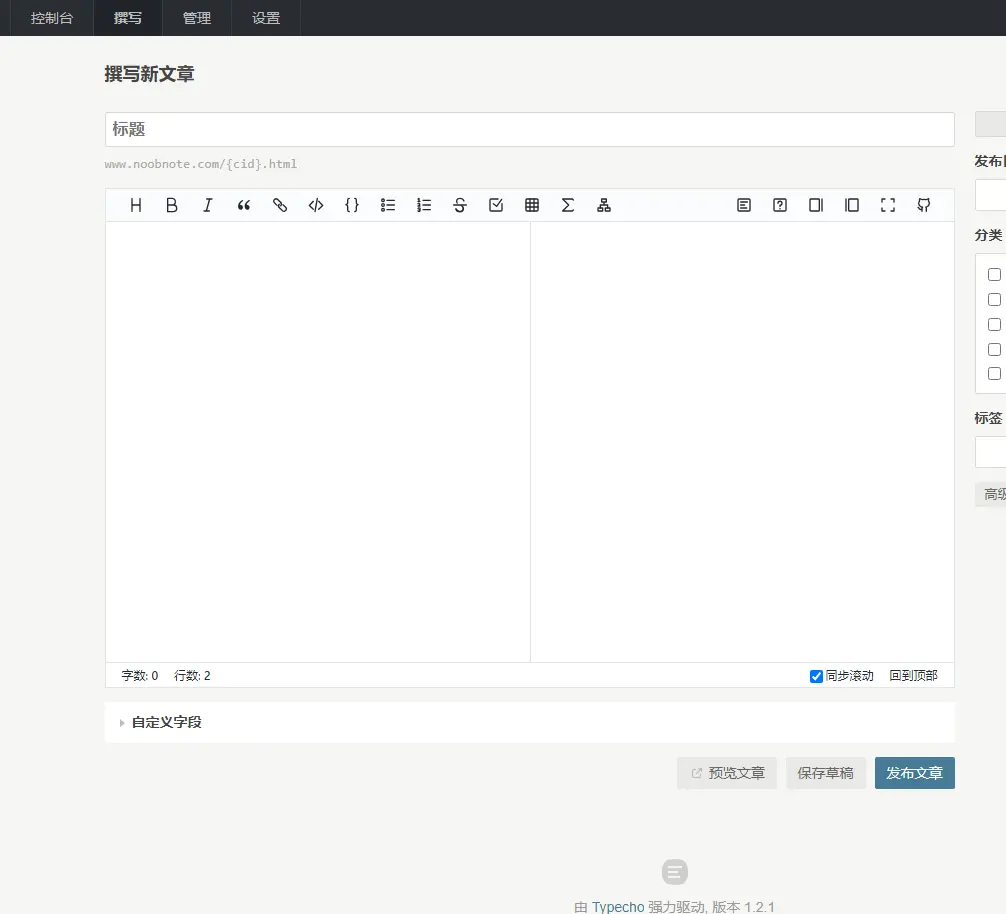 控制台 撰写 管理 设置
撰写新文章
标题
www.noobnote.com/{cid}.html
发布
分类
标签
高级
字数: 0 行数: 2 同步滚动 回到顶部
自定义字段
预览文章 保存草稿 发布文章
由 Typecho 强力驱动, 版本 1.2.1